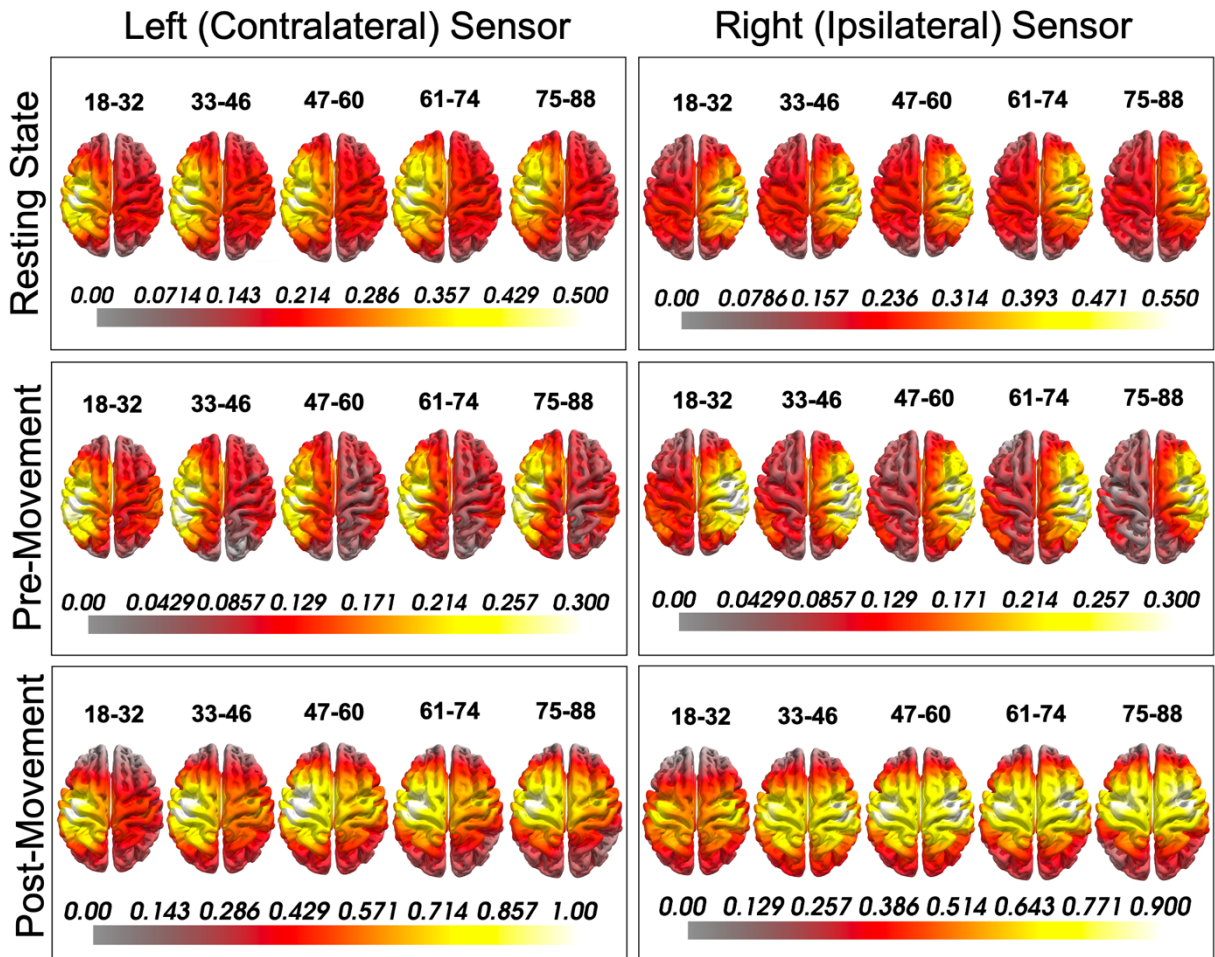 Left (Contralateral) Sensor
Right (Ipsilateral) Sensor
Resting State
18-32 33-46 47-60 61-74 75-88
0.00 0.0714 0.143 0.214 0.286 0.357 0.429 0.500
18-32 33-46 47-60 61-74 75-88
0.00 0.0786 0.157 0.236 0.314 0.393 0.471 0.550
Pre-Movement
18-32 33-46 47-60 61-74 75-88
0.00 0.0429 0.0857 0.129 0.171 0.214 0.257 0.300
18-32 33-46 47-60 61-74 75-88
0.00 0.0429 0.0857 0.129 0.171 0.214 0.257 0.300
Post-Movement
18-32 33-46 47-60 61-74 75-88
0.00 0.143 0.286 0.429 0.571 0.714 0.857 1.00
18-32 33-46 47-60 61-74 75-88
0.00 0.129 0.257 0.386 0.514 0.643 0.771 0.900